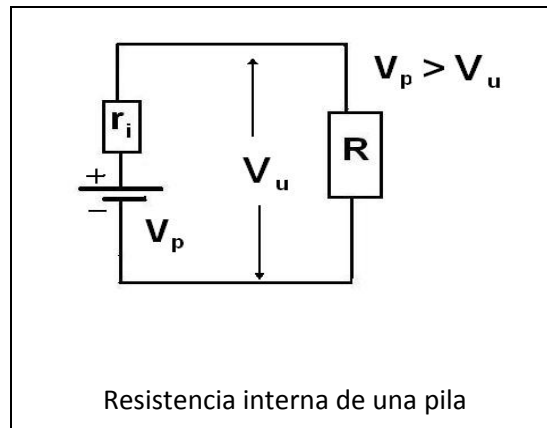 V_p > V_u
r_i
R
+
V_u
−
V_p
Resistencia interna de una pila